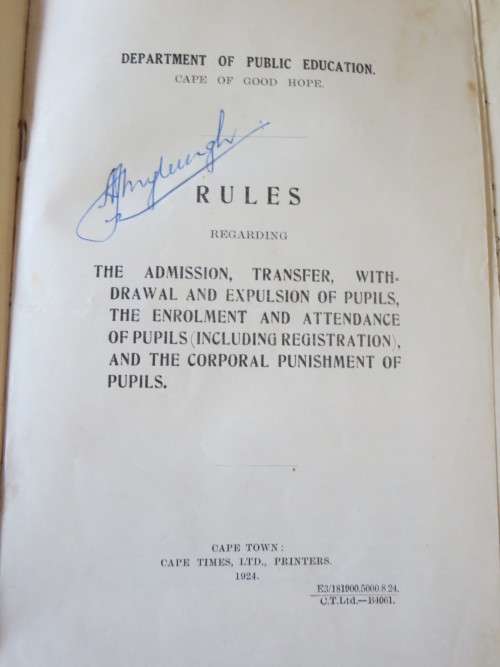 DEPARTMENT OF PUBLIC EDUCATION.
CAPE OF GOOD HOPE.
RULES
REGARDING
THE ADMISSION, TRANSFER, WITH-
DRAWAL AND EXPULSION OF PUPILS,
THE ENROLMENT AND ATTENDANCE
OF PUPILS (INCLUDING REGISTRATION),
AND THE CORPORAL PUNISHMENT OF
PUPILS.
CAPE TOWN:
CAPE TIMES, LTD., PRINTERS.
1924.
E3/181900.5000.8.24.
C.T.Ltd.—B4061.